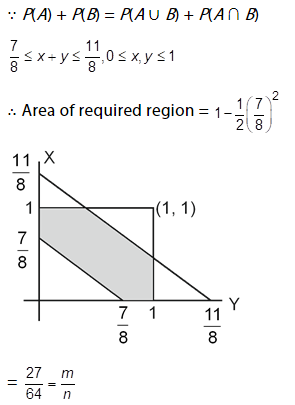 ∵ P(A) + P(B) = P(A ∪ B) + P(A ∩ B)
7/8 ≤ x + y ≤ 11/8, 0 ≤ x, y ≤ 1
∴ Area of required region = 1 - 1/2 (7/8)^2
11/8 X
1 (1, 1)
7/8
Y
7/8 1 11/8
= 27/64 = m/n